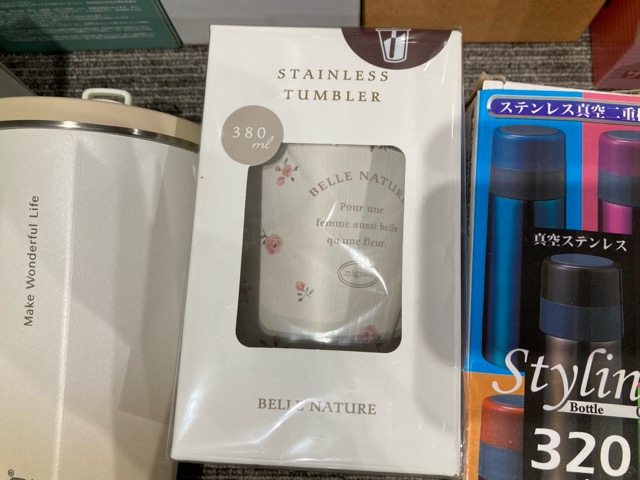 Make Wonderful Life
®
STAINLESS
TUMBLER
380
ml
BELLE NATURE
Pour une
femme aussi belle
qu'une fleur.
BELLE NATURE
ステンレス真空二重
真空ステンレス
Stylin
Bottle
320